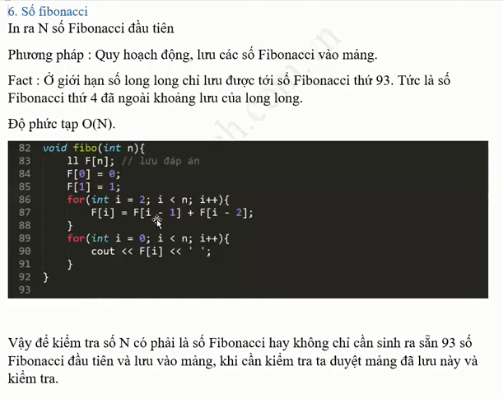 6. Số fibonacci
In ra N số Fibonacci đầu tiên
Phương pháp : Quy hoạch động, lưu các số Fibonacci vào mảng.
Fact : Ở giới hạn số long long chỉ lưu được tới số Fibonacci thứ 93. Tức là số
Fibonacci thứ 4 đã ngoài khoảng lưu của long long.
Độ phức tạp O(N).
82 void fibo(int n){
83 ll F[n]; // lưu đáp án
84 F[0] = 0;
85 F[1] = 1;
86 for(int i = 2; i < n; i++){
87 F[i] = F[i - 1] + F[i - 2];
88 }
89 for(int i = 0; i < n; i++){
90 cout << F[i] << ' ';
91 }
92 }
93
Vậy để kiểm tra số N có phải là số Fibonacci hay không chỉ cần sinh ra sẵn 93 số
Fibonacci đầu tiên và lưu vào mảng, khi cần kiểm tra ta duyệt mảng đã lưu này và
kiểm tra.